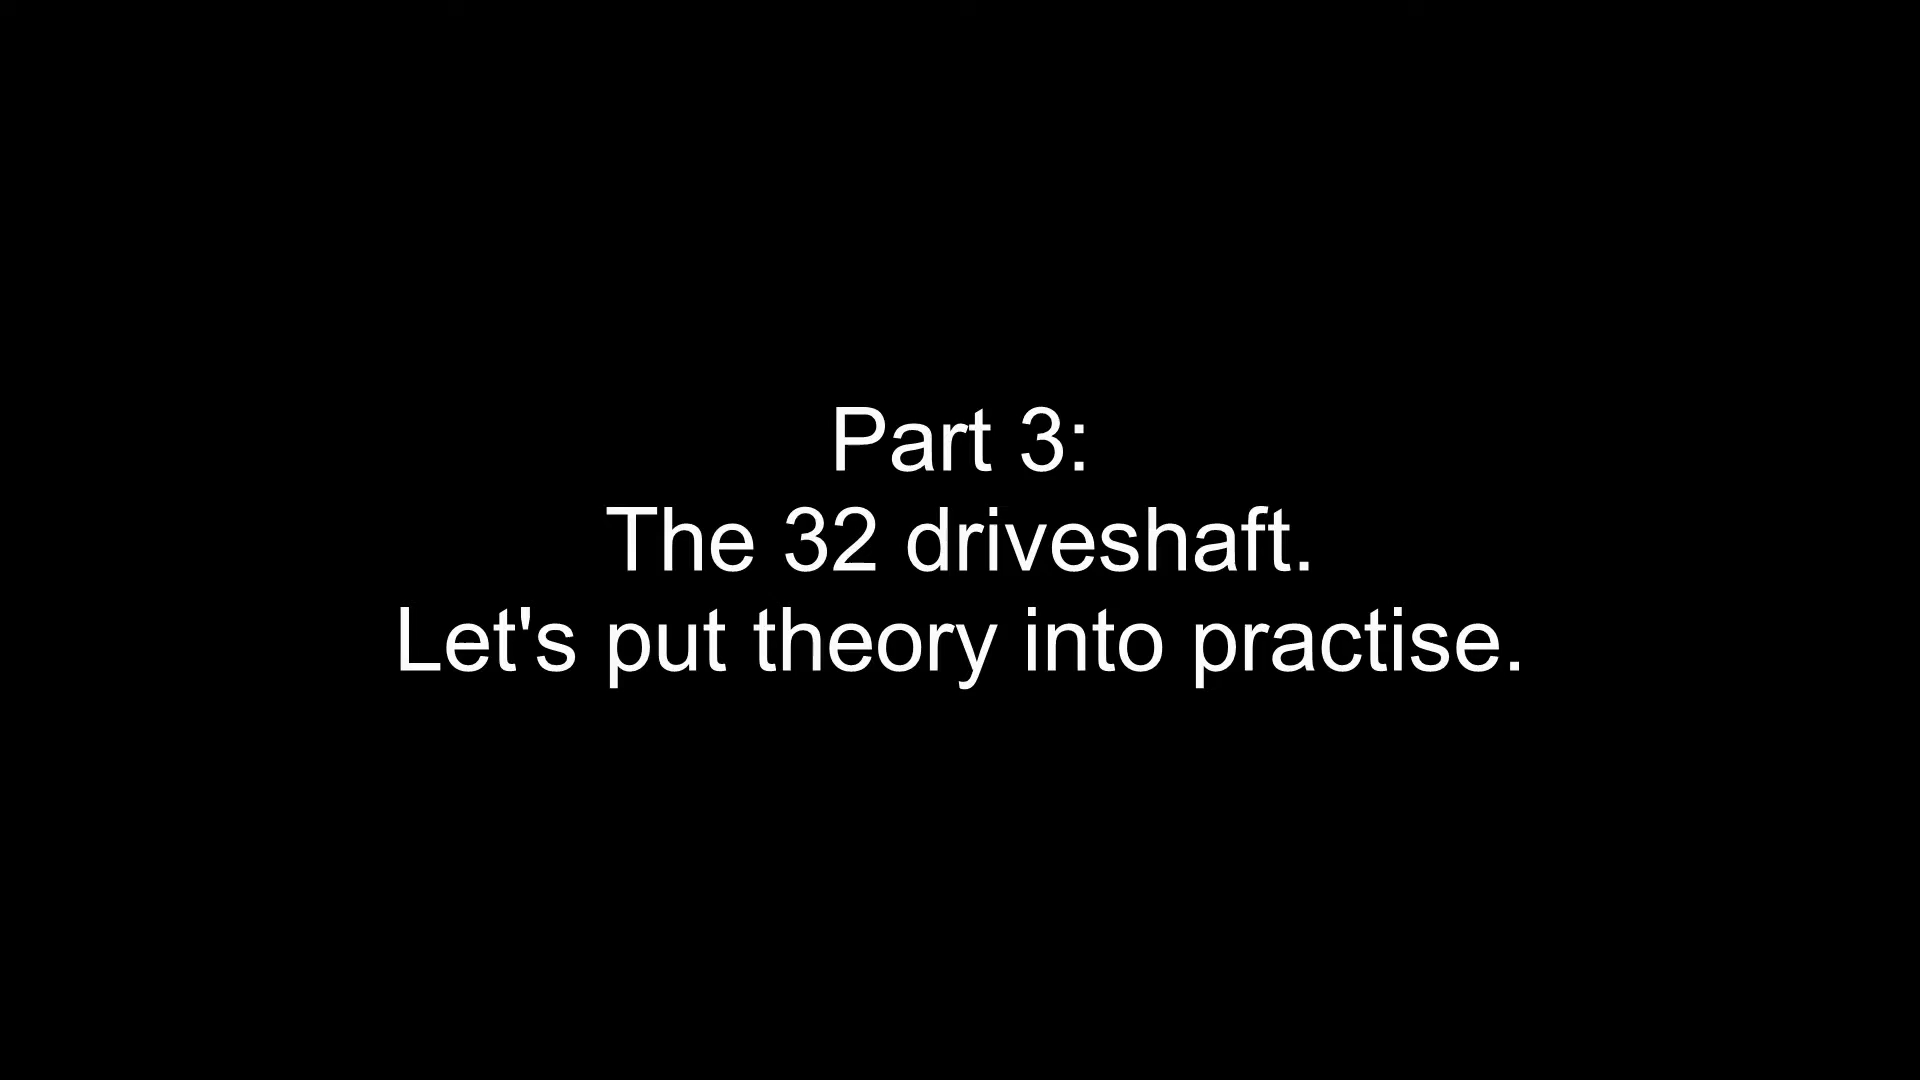 Part 3:
The 32 driveshaft.
Let's put theory into practise.